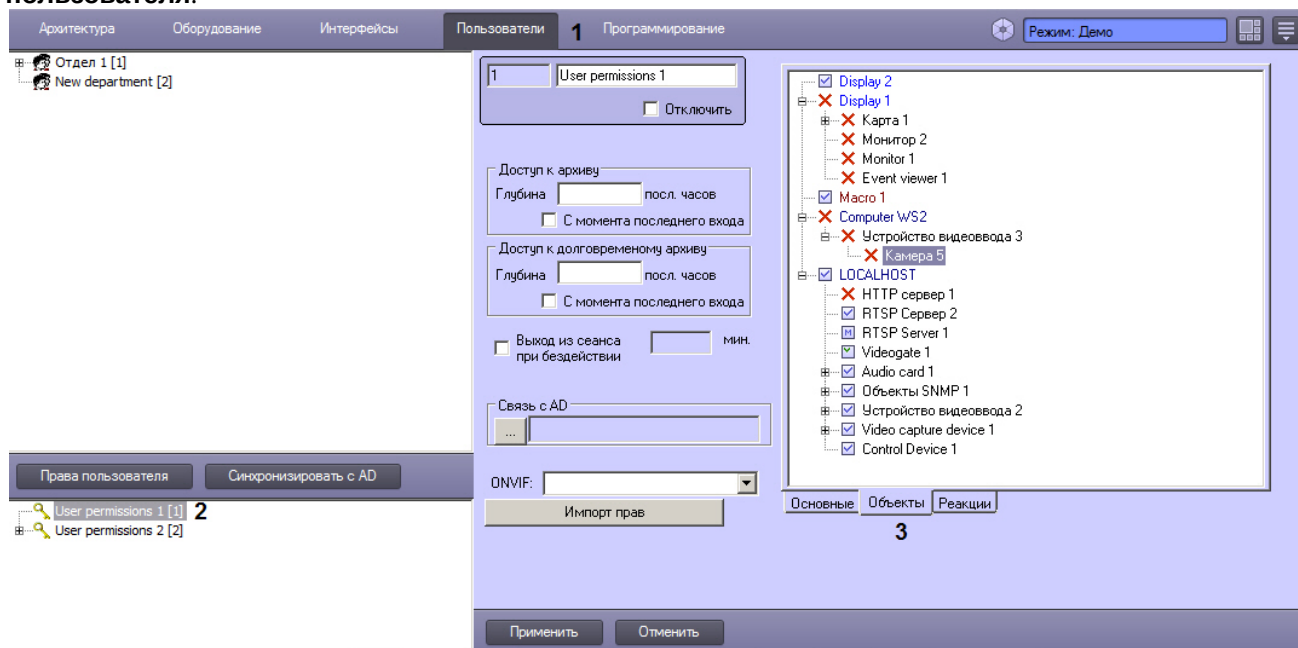 пользователя.
Архитектура Оборудование Интерфейсы Пользователи 1 Программирование Режим: Демо
Отдел 1 [1]
New department [2]
1 User permissions 1
Отключить
Доступ к архиву
Глубина посл. часов
С момента последнего входа
Доступ к долговременому архиву
Глубина посл. часов
С момента последнего входа
Выход из сеанса при бездействии мин.
Связь с AD
...
ONVIF:
Импорт прав
Display 2
Display 1
Карта 1
Монитор 2
Monitor 1
Event viewer 1
Macro 1
Computer WS2
Устройство видеоввода 3
Камера 5
LOCALHOST
HTTP сервер 1
RTSP Сервер 2
RTSP Server 1
Videogate 1
Audio card 1
Объекты SNMP 1
Устройство видеоввода 2
Video capture device 1
Control Device 1
Основные Объекты Реакции
3
Права пользователя Синхронизировать с AD
User permissions 1 [1] 2
User permissions 2 [2]
Применить Отменить